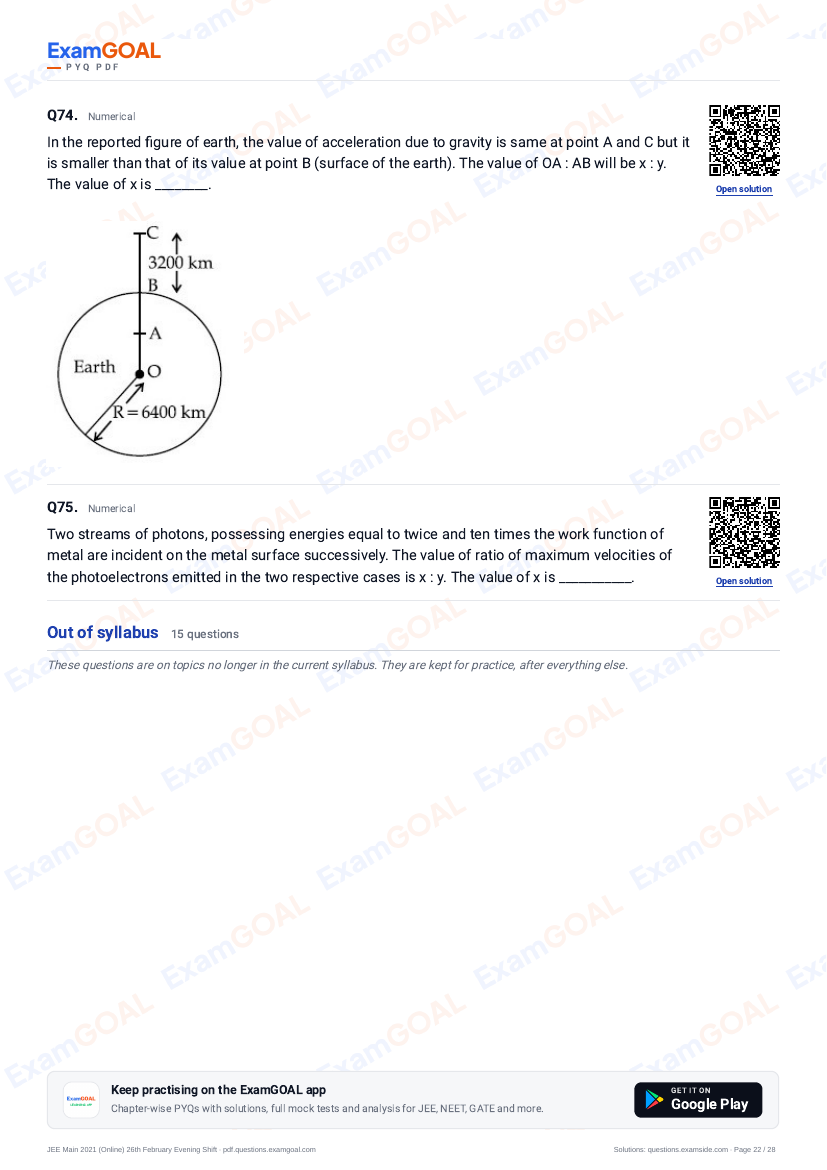 ExamGOAL
PYQ PDF
Q74. Numerical
In the reported figure of earth, the value of acceleration due to gravity is same at point A and C but it
is smaller than that of its value at point B (surface of the earth). The value of OA : AB will be x : y.
The value of x is ________.
Open solution
C
3200 km
B
A
Earth
O
R = 6400 km
Q75. Numerical
Two streams of photons, possessing energies equal to twice and ten times the work function of
metal are incident on the metal surface successively. The value of ratio of maximum velocities of
the photoelectrons emitted in the two respective cases is x : y. The value of x is ___________.
Open solution
Out of syllabus 15 questions
These questions are on topics no longer in the current syllabus. They are kept for practice, after everything else.
ExamGOAL
Keep practising on the ExamGOAL app
Chapter-wise PYQs with solutions, full mock tests and analysis for JEE, NEET, GATE and more.
GET IT ON
Google Play
JEE Main 2021 (Online) 26th February Evening Shift · pdf.questions.examgoal.com
Solutions: questions.examside.com · Page 22 / 28